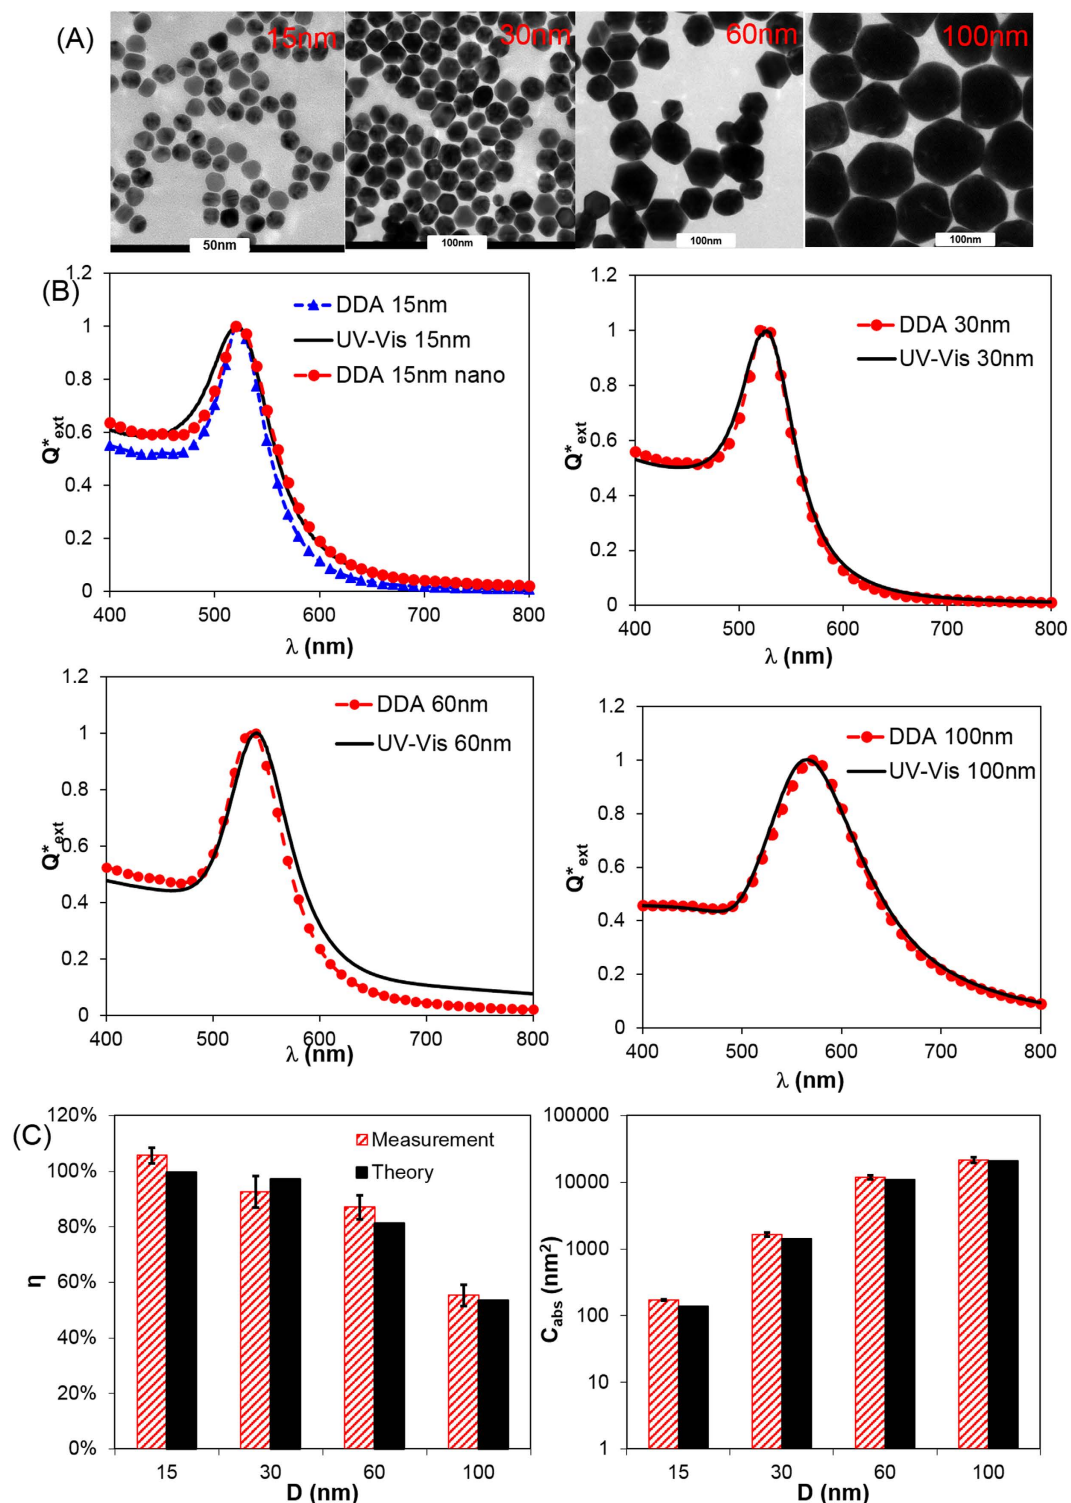 (A)
15nm
30nm
60nm
100nm
50nm
100nm
100nm
100nm
(B)
1.2
1
0.8
0.6
0.4
0.2
0
400
500
600
700
800
Q*ext
λ (nm)
DDA 15nm
UV-Vis 15nm
DDA 15nm nano
1.2
1
0.8
0.6
0.4
0.2
0
400
500
600
700
800
Q*ext
λ (nm)
DDA 30nm
UV-Vis 30nm
1.2
1
0.8
0.6
0.4
0.2
0
400
500
600
700
800
Q*ext
λ (nm)
DDA 60nm
UV-Vis 60nm
1.2
1
0.8
0.6
0.4
0.2
0
400
500
600
700
800
Q*ext
λ (nm)
DDA 100nm
UV-Vis 100nm
(C)
120%
100%
80%
60%
40%
20%
0%
η
Measurement
Theory
15
30
60
100
D (nm)
100000
10000
1000
100
10
1
Cabs (nm²)
15
30
60
100
D (nm)